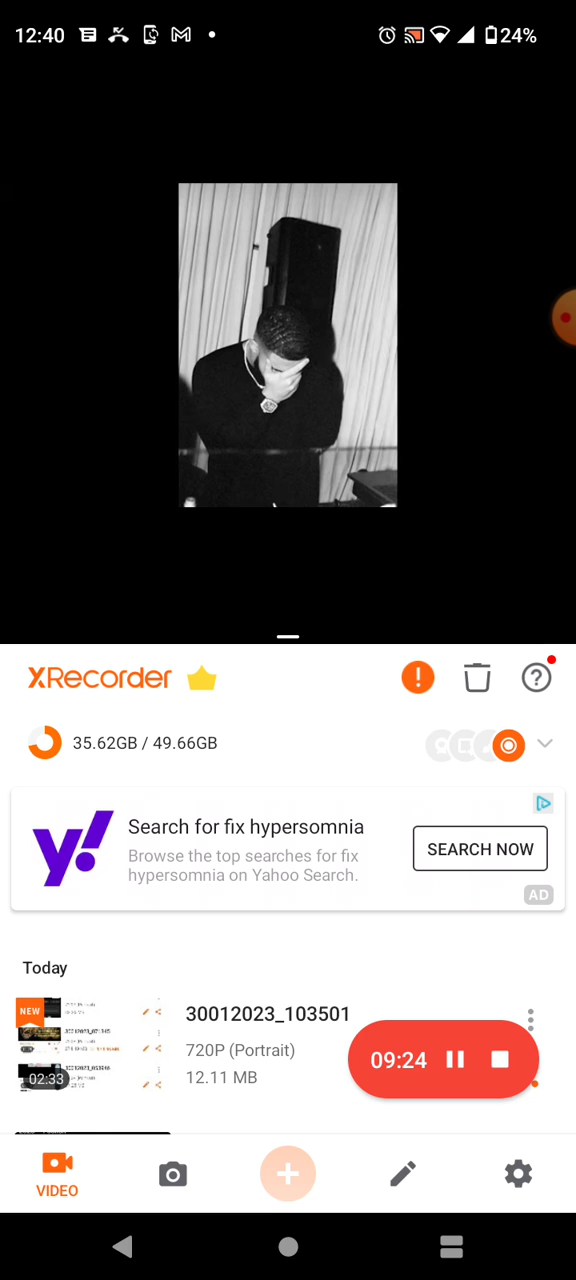 12:40
24%
XRecorder
35.62GB / 49.66GB
Search for fix hypersomnia
Browse the top searches for fix
hypersomnia on Yahoo Search.
SEARCH NOW
AD
Today
NEW
02:33
30012023_103501
720P (Portrait)
12.11 MB
09:24
VIDEO